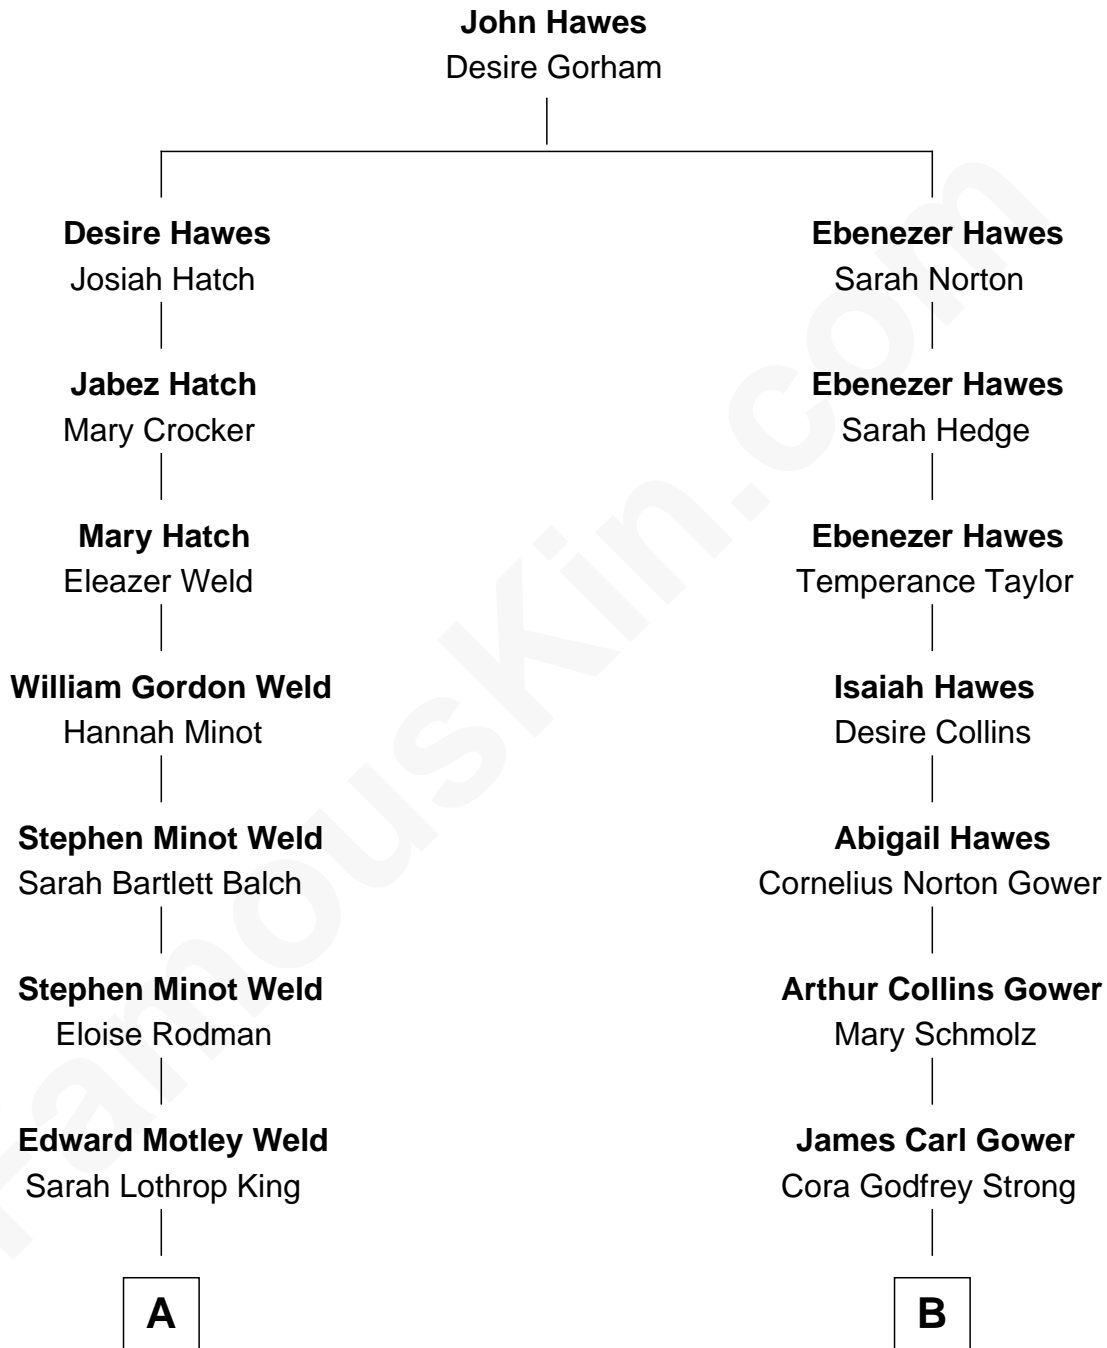 John Hawes
Desire Gorham
Desire Hawes
Josiah Hatch
Jabez Hatch
Mary Crocker
Mary Hatch
Eleazer Weld
William Gordon Weld
Hannah Minot
Stephen Minot Weld
Sarah Bartlett Balch
Stephen Minot Weld
Eloise Rodman
Edward Motley Weld
Sarah Lothrop King
A
Ebenezer Hawes
Sarah Norton
Ebenezer Hawes
Sarah Hedge
Ebenezer Hawes
Temperance Taylor
Isaiah Hawes
Desire Collins
Abigail Hawes
Cornelius Norton Gower
Arthur Collins Gower
Mary Schmolz
James Carl Gower
Cora Godfrey Strong
B
FamousKin.com